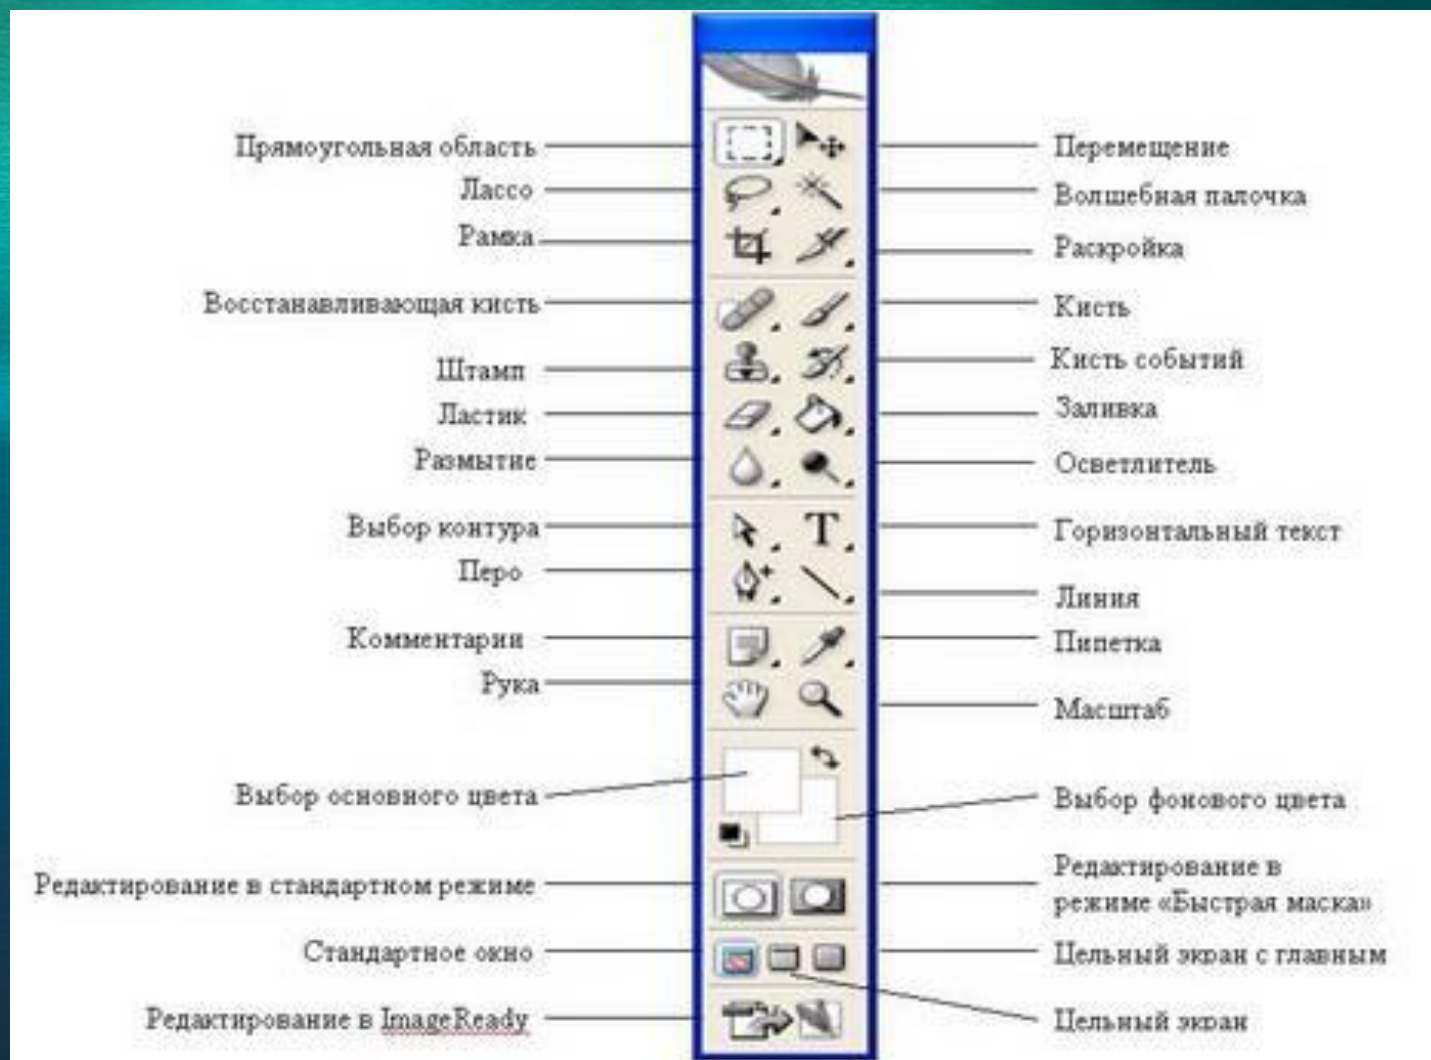 Прямоугольная область
Перемещение
Лассо
Волшебная палочка
Рамка
Раскройка
Восстанавливающая кисть
Кисть
Штамп
Кисть событий
Ластик
Заливка
Размытие
Осветлитель
Выбор контура
T
Горизонтальный текст
Перо
Линия
Комментарии
Пипетка
Рука
Масштаб
Выбор основного цвета
Выбор фонового цвета
Редактирование в стандартном режиме
Редактирование в
режиме «Быстрая маска»
Стандартное окно
Цельный экран с главным
Редактирование в ImageReady
Цельный экран